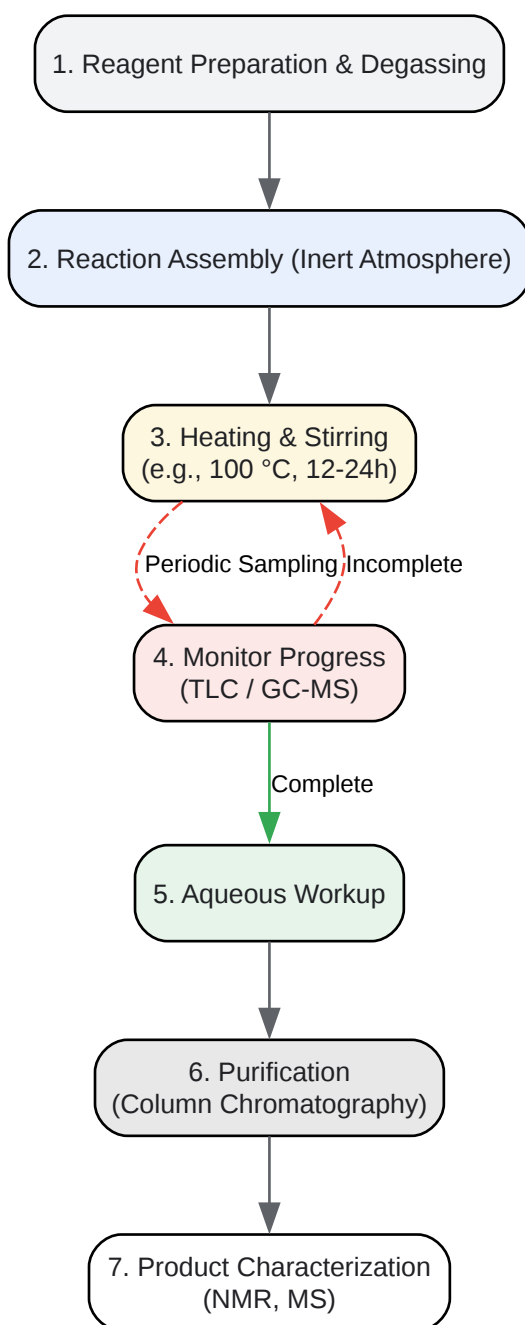 1. Reagent Preparation & Degassing
2. Reaction Assembly (Inert Atmosphere)
3. Heating & Stirring
(e.g., 100 °C, 12-24h)
Periodic Sampling
Incomplete
4. Monitor Progress
(TLC / GC-MS)
Complete
5. Aqueous Workup
6. Purification
(Column Chromatography)
7. Product Characterization
(NMR, MS)